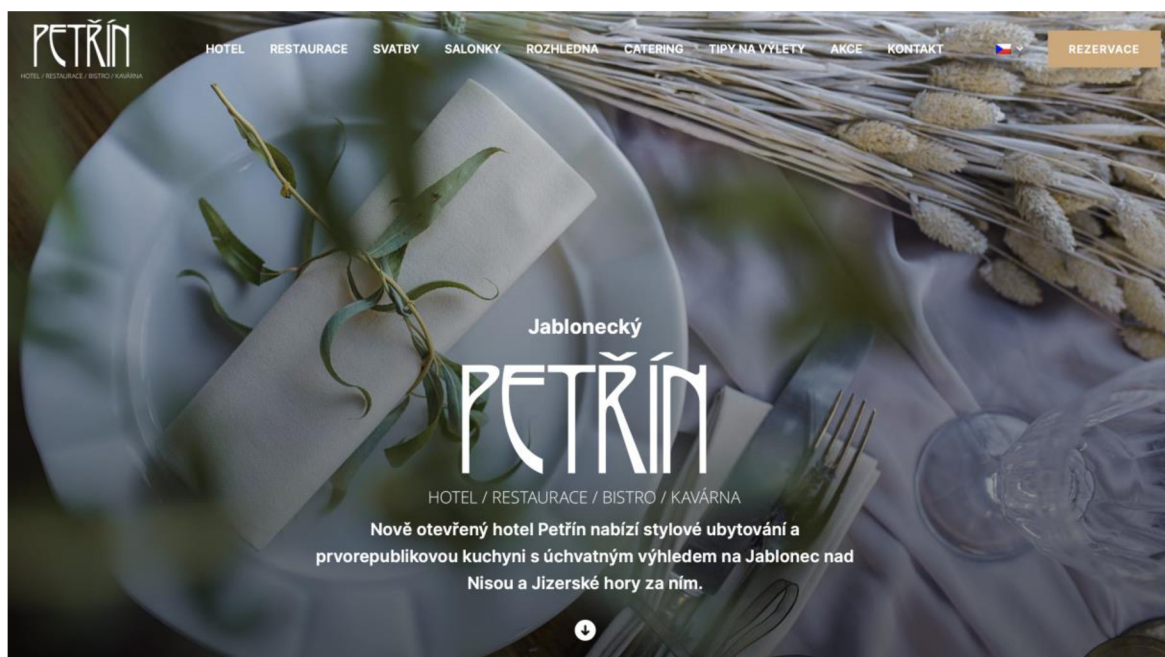 PETŘÍN
HOTEL / RESTAURACE / BISTRO / KAVÁRNA
HOTEL RESTAURACE SVATBY SALONKY ROZHLEDNA CATERING TIPY NA VÝLETY AKCE KONTAKT REZERVACE
Jablonecký
PETŘÍN
HOTEL / RESTAURACE / BISTRO / KAVÁRNA
Nově otevřený hotel Petřín nabízí stylové ubytování a
prvorepublikovou kuchyni s úchvatným výhledem na Jablonec nad
Nisou a Jizerské hory za ním.